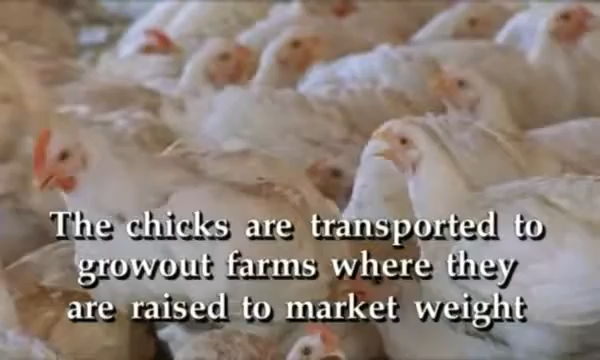 The chicks are transported to
growout farms where they
are raised to market weight